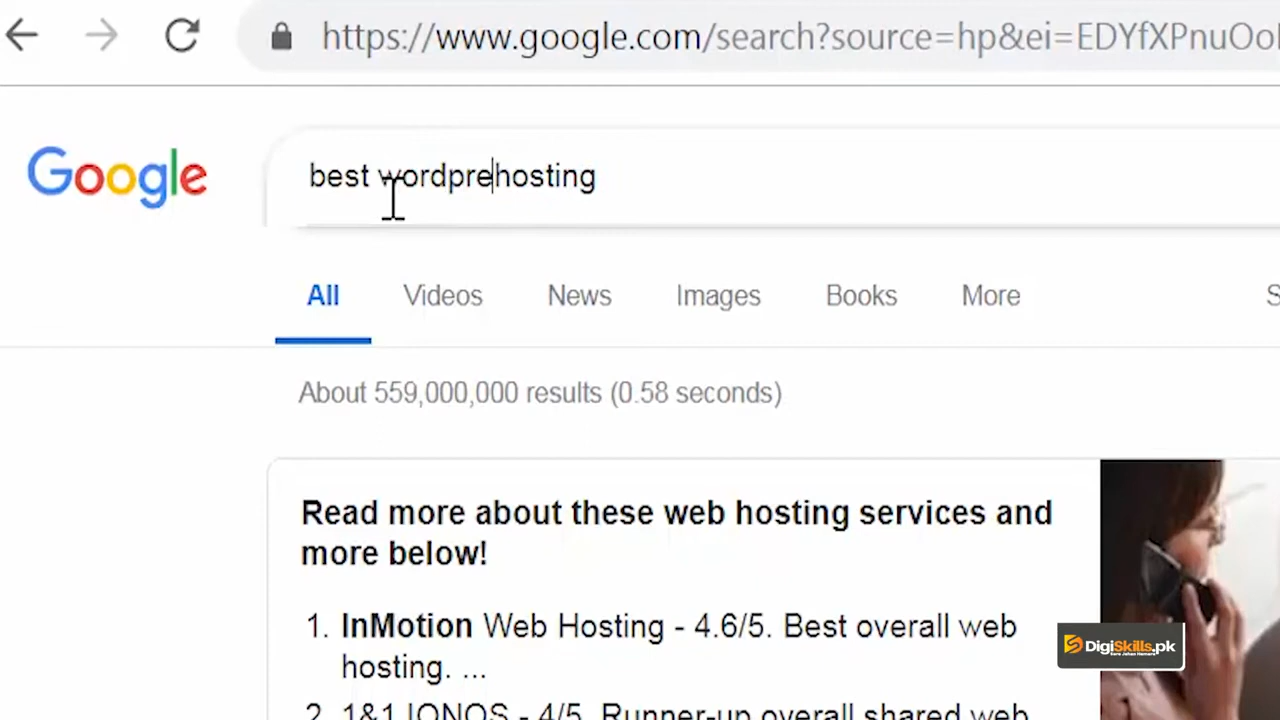 https://www.google.com/search?source=hp&ei=EDYfXPnuOo
Google
best wordprehosting
All Videos News Images Books More S
About 559,000,000 results (0.58 seconds)
Read more about these web hosting services and
more below!
1. InMotion Web Hosting - 4.6/5. Best overall web
hosting. ...
2. 1&1 IONOS - 4/5. Runner-up overall shared web
DigiSkills.pk